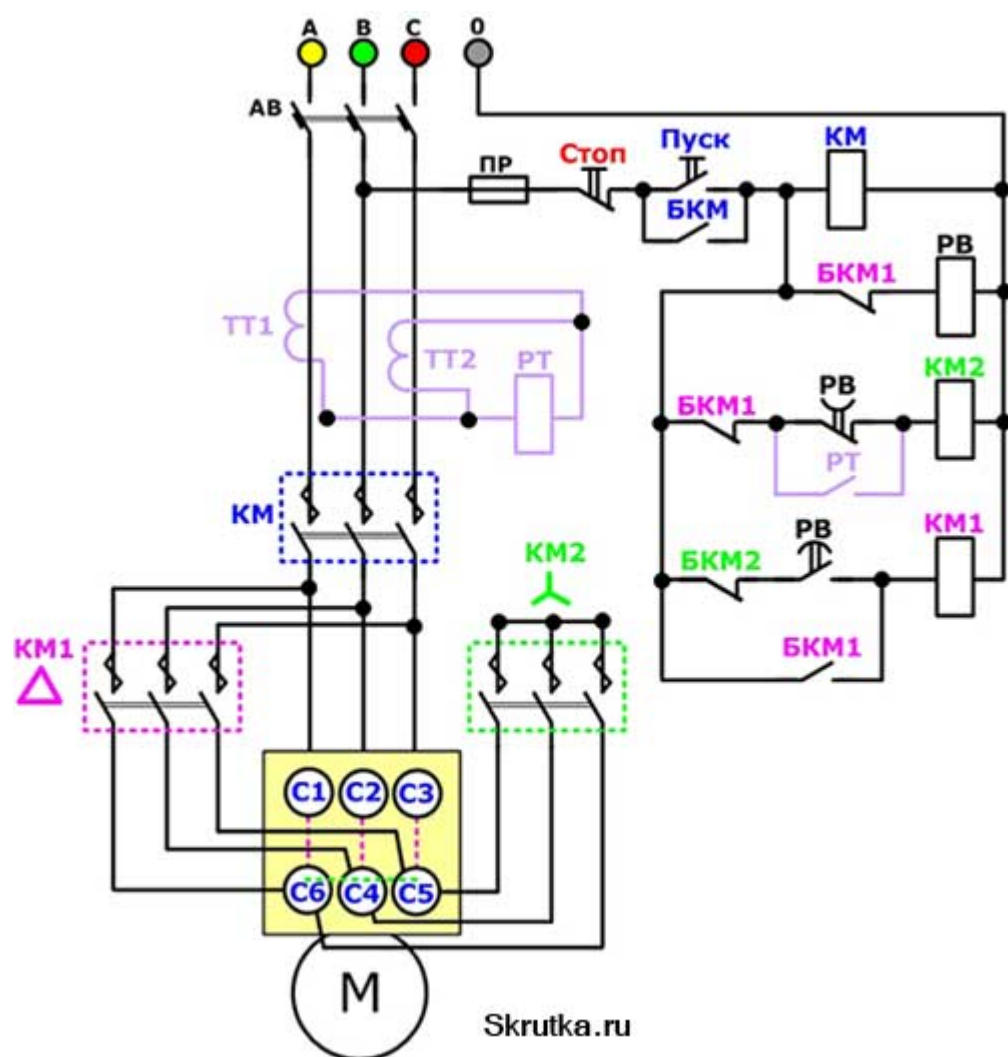 A B C 0
АВ
Пуск КМ
ПР Стоп
БКМ
БКМ1 РВ
ТТ1 ТТ2 РТ
КМ2
БКМ1 РВ
РТ
КМ
РВ КМ1
КМ2 БКМ2
КМ1 БКМ1
C1 C2 C3
C6 C4 C5
М
Skrutka.ru